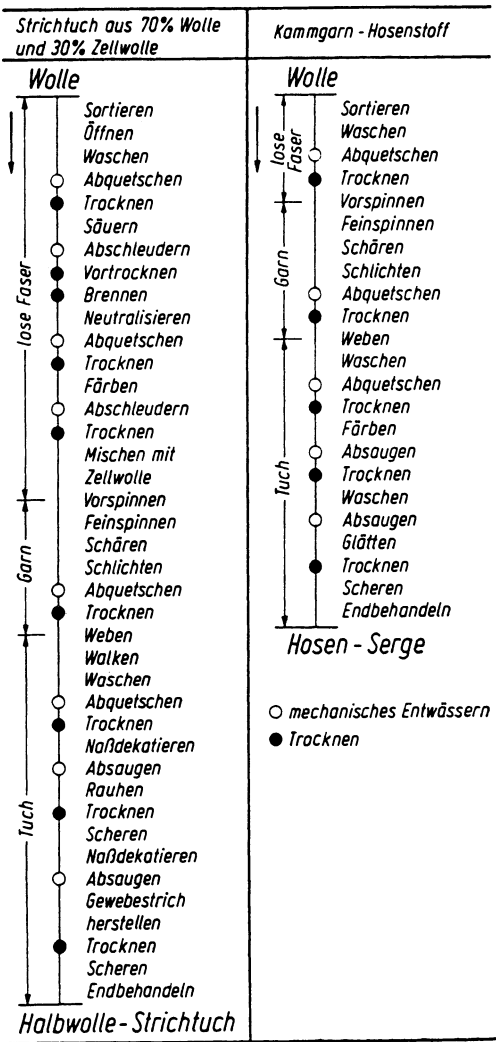 Strichtuch aus 70% Wolle
und 30% Zellwolle
Wolle
lose Faser
Sortieren
Öffnen
Waschen
Abquetschen
Trocknen
Säuern
Abschleudern
Vortrocknen
Brennen
Neutralisieren
Abquetschen
Trocknen
Färben
Abschleudern
Trocknen
Mischen mit
Zellwolle
Vorspinnen
Garn
Feinspinnen
Schären
Schlichten
Abquetschen
Trocknen
Weben
Tuch
Walken
Waschen
Abquetschen
Trocknen
Naßdekatieren
Absaugen
Rauhen
Trocknen
Scheren
Naßdekatieren
Absaugen
Gewebestrich
herstellen
Trocknen
Scheren
Endbehandeln
Halbwolle-Strichtuch
Kammgarn-Hosenstoff
Wolle
lose
Faser
Sortieren
Waschen
Abquetschen
Trocknen
Vorspinnen
Garn
Feinspinnen
Schären
Schlichten
Abquetschen
Trocknen
Weben
Tuch
Waschen
Abquetschen
Trocknen
Färben
Absaugen
Trocknen
Waschen
Absaugen
Glätten
Trocknen
Scheren
Endbehandeln
Hosen-Serge
mechanisches Entwässern
Trocknen